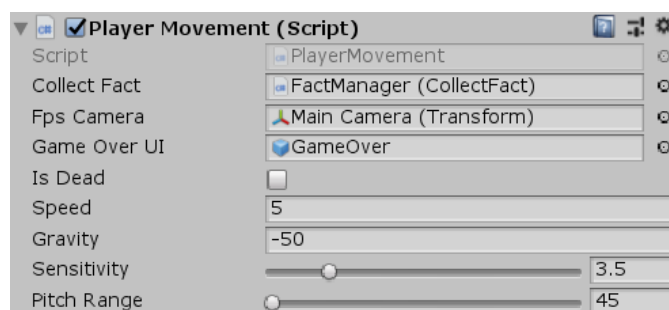 Player Movement (Script)
Script PlayerMovement
Collect Fact FactManager (CollectFact)
Fps Camera Main Camera (Transform)
Game Over UI GameOver
Is Dead
Speed 5
Gravity -50
Sensitivity 3.5
Pitch Range 45